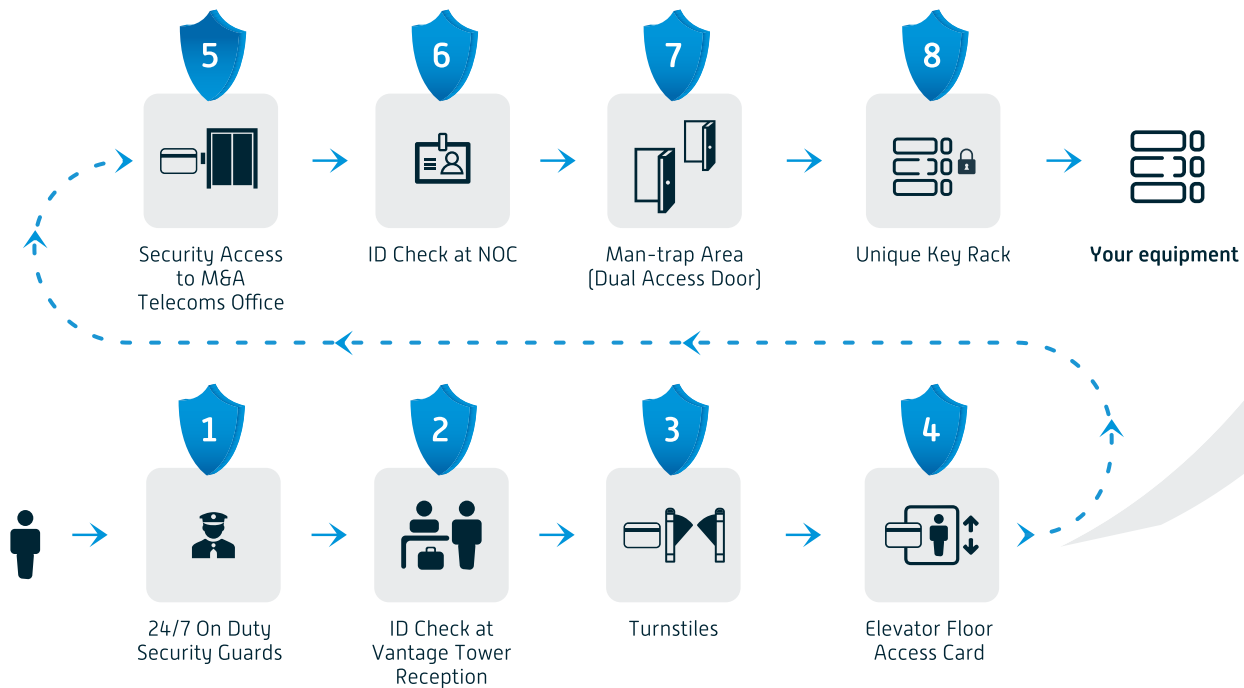 5
6
7
8
Security Access
to M&A
Telecoms Office
ID Check at NOC
Man-trap Area
(Dual Access Door)
Unique Key Rack
Your equipment
1
2
3
4
24/7 On Duty
Security Guards
ID Check at
Vantage Tower
Reception
Turnstiles
Elevator Floor
Access Card